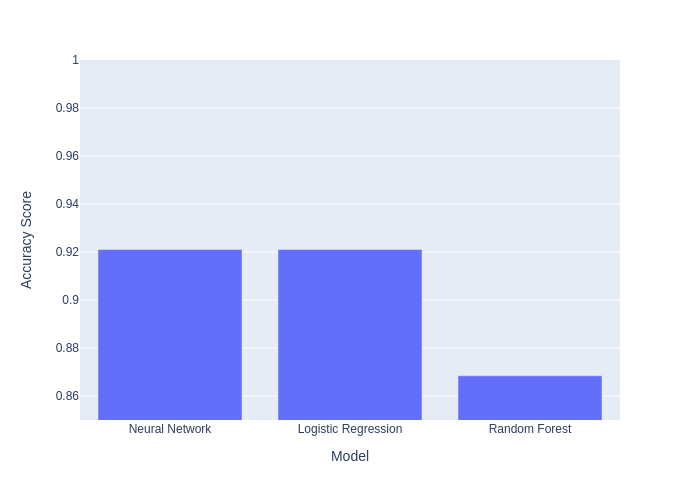 1
0.98
0.96
0.94
0.92
0.9
0.88
0.86
Accuracy Score
Neural Network
Logistic Regression
Random Forest
Model